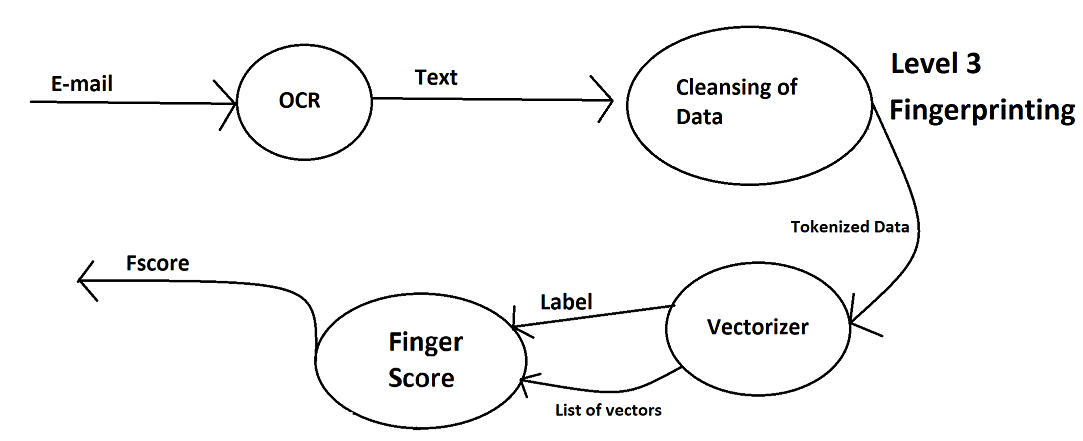 E-mail
OCR
Text
Cleansing of
Data
Level 3
Fingerprinting
Tokenized Data
Vectorizer
Label
List of vectors
Finger
Score
Fscore